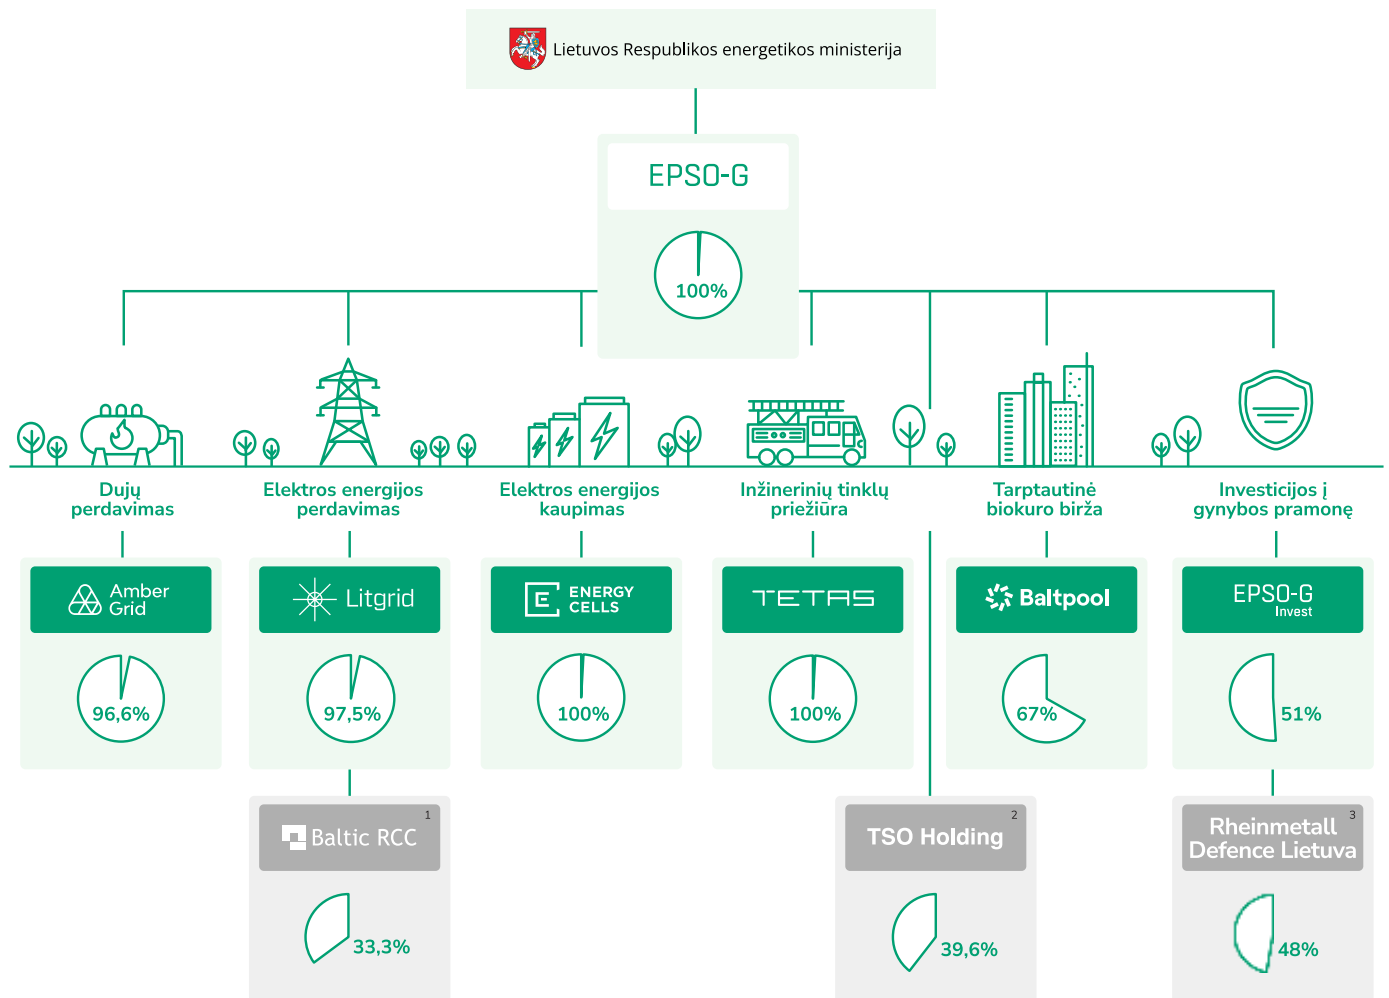 Lietuvos Respublikos energetikos ministerija
EPSO-G
100%
Dujų
perdavimas
Elektros energijos
perdavimas
Elektros energijos
kaupimas
Inžinerinių tinklų
priežiūra
Tarptautinė
biokuro birža
Investicijos į
gynybos pramonę
Amber
Grid
Litgrid
E ENERGY
CELLS
TETAS
Baltpool
EPSO-G
Invest
96,6%
97,5%
100%
100%
67%
51%
1
Baltic RCC
2
TSO Holding
3
Rheinmetall
Defence Lietuva
33,3%
39,6%
48%